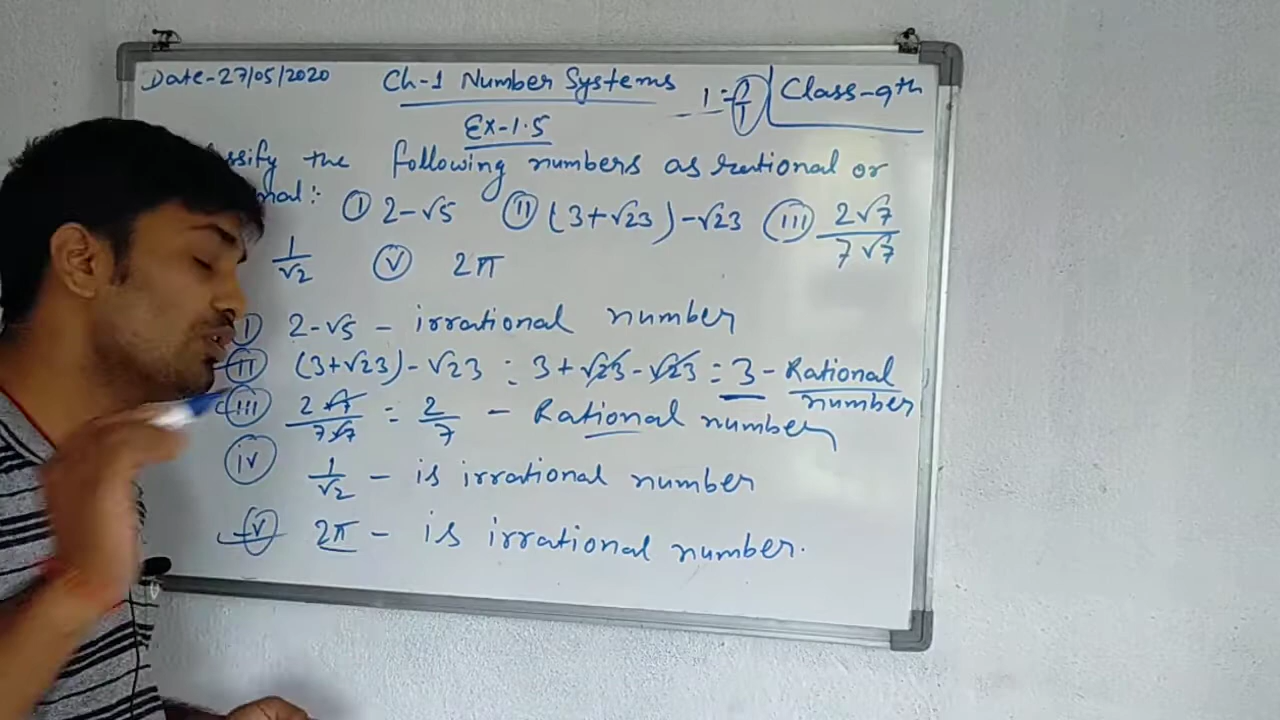 Date-27/05/2020 Ch-1 Number Systems Class-9th
Ex-1.5
the following numbers as rational or
(I) 2-√5 (II) (3+√23)-√23 (III) 2√7/7√7
1/√2 (V) 2π
(I) 2-√5 - irrational number
(II) (3+√23)-√23 = 3+√23-√23 = 3 - Rational number
(III) 2√7/7√7 = 2/7 - Rational number
(iv) 1/√2 - is irrational number
(v) 2π - is irrational number.